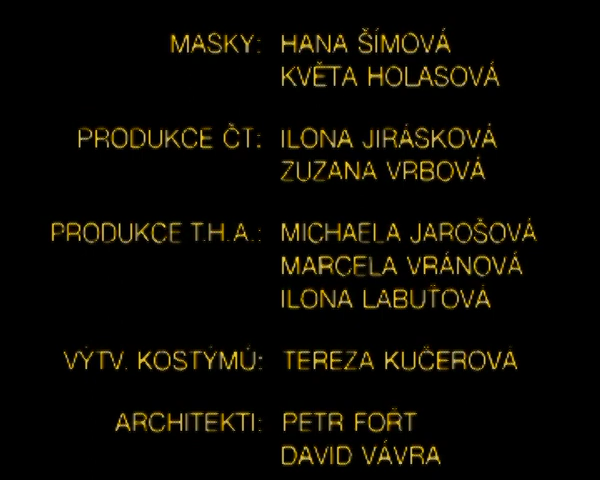 MASKY: HANA ŠÍMOVÁ
KVĚTA HOLASOVÁ
PRODUKCE ČT: ILONA JIRÁSKOVÁ
ZUZANA VRBOVÁ
PRODUKCE T.H.A.: MICHAELA JAROŠOVÁ
MARCELA VRÁNOVÁ
ILONA LABUŤOVÁ
VÝTV. KOSTÝMŮ: TEREZA KUČEROVÁ
ARCHITEKTI: PETR FOŘT
DAVID VÁVRA